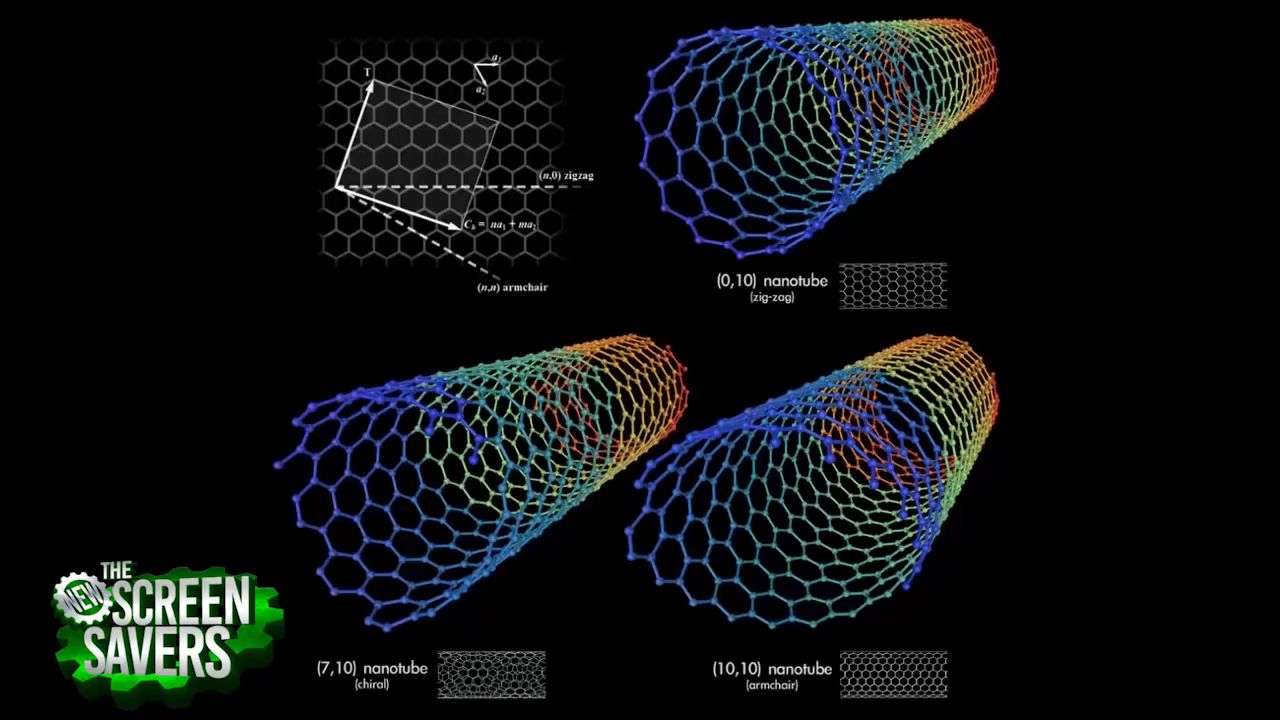 a₁
T
a₂
(n,0) zigzag
Cₕ = na₁ + ma₂
(n,n) armchair
(0,10) nanotube
(zig-zag)
(7,10) nanotube
(chiral)
(10,10) nanotube
(armchair)
THE
NEW SCREEN
SAVERS